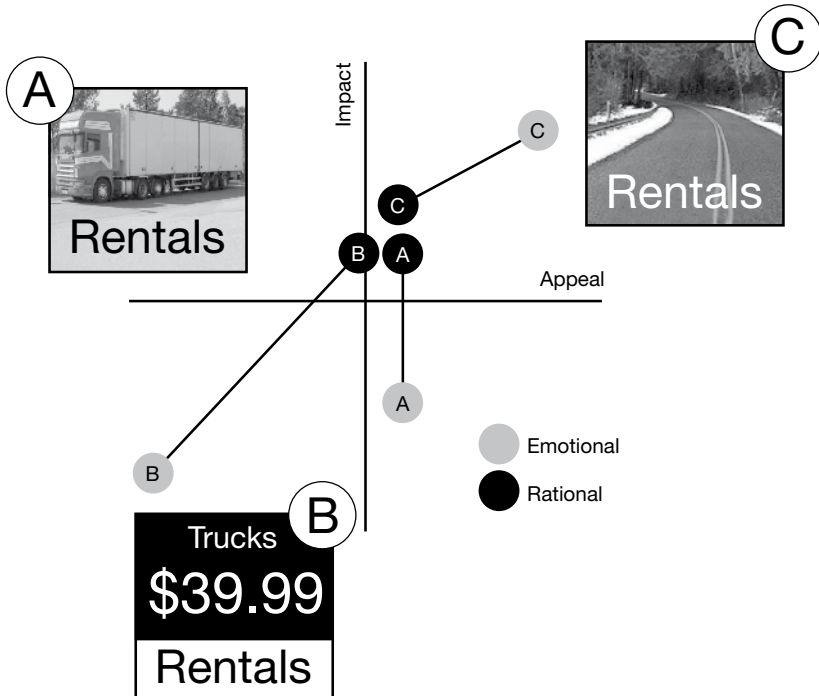 A
Rentals
Impact
C
Rentals
C
C
B
A
Appeal
A
B
Emotional
Rational
B
Trucks
$39.99
Rentals